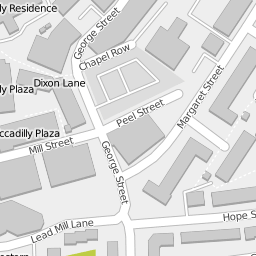 ly Residence
George Street
Chapel Row
Dixon Lane
ly Plaza
Peel Street
Margaret Street
ccadilly Plaza
Mill Street
George Street
Hope S
Lead Mill Lane
estern